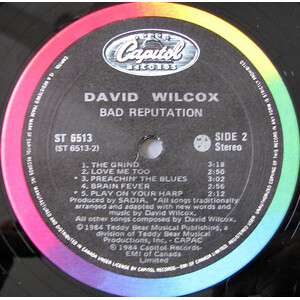 Capitol
RECORDS
DAVID WILCOX
BAD REPUTATION
ST 6513
(ST 6513-2)
SIDE 2
Stereo
1. THE GRIND 3:18
2. LOVE ME TOO 2:50
3. PREACHIN' THE BLUES 2:59
4. BRAIN FEVER 2:56
*5. PLAY ON YOUR HARP 2:52
Produced by SADIA, *All songs traditionally
arranged and adapted with new words and
music by David Wilcox.
All other songs composed by David Wilcox.
Teddy Bear Musical Publishing, a
division of Teddy Bear Musical
Productions, Inc. - CAPAC
℗ 1984 Capitol Records-
EMI of Canada
Limited